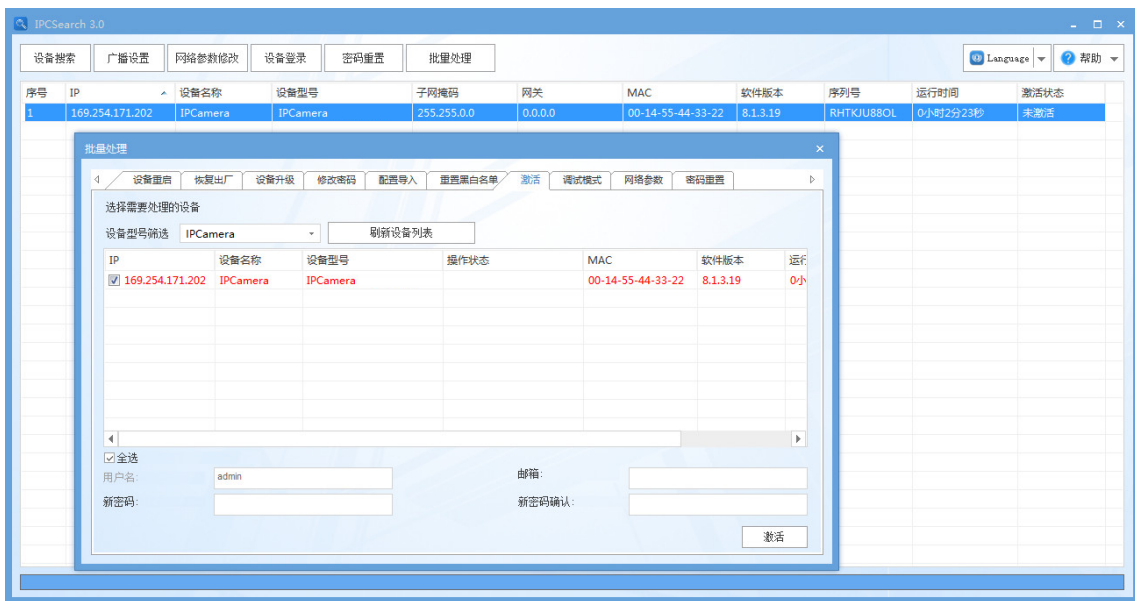 IPCSearch 3.0
设备搜索 广播设置 网络参数修改 设备登录 密码重置 批量处理 Language 帮助
序号 IP 设备名称 设备型号 子网掩码 网关 MAC 软件版本 序列号 运行时间 激活状态
1 169.254.171.202 IPCamera IPCamera 255.255.0.0 0.0.0.0 00-14-55-44-33-22 8.1.3.19 RHTKJU88OL 0小时2分23秒 未激活
批量处理
设备重启 恢复出厂 设备升级 修改密码 配置导入 重置黑白名单 激活 调试模式 网络参数 密码重置
选择需要处理的设备
设备型号筛选 IPCamera 刷新设备列表
IP 设备名称 设备型号 操作状态 MAC 软件版本 运行
169.254.171.202 IPCamera IPCamera 00-14-55-44-33-22 8.1.3.19 0小
全选
用户名: admin 邮箱:
新密码: 新密码确认:
激活